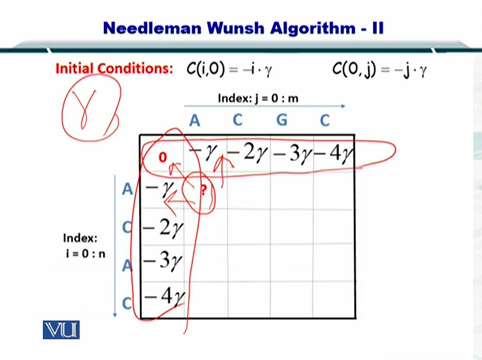 Needleman Wunsh Algorithm - II
Initial Conditions: C(i,0) = -i · γ C(0,j) = -j · γ
γ
Index: j = 0 : m
A C G C
0 -γ -2γ -3γ -4γ
A -γ ?
C -2γ
Index:
i = 0 : n
A -3γ
C -4γ
VU